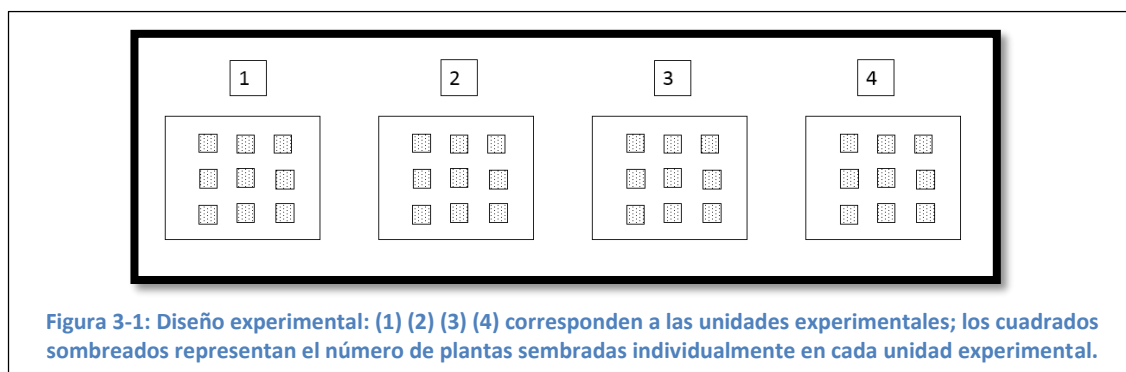 1 2 3 4
Figura 3-1: Diseño experimental: (1) (2) (3) (4) corresponden a las unidades experimentales; los cuadrados
sombreados representan el número de plantas sembradas individualmente en cada unidad experimental.